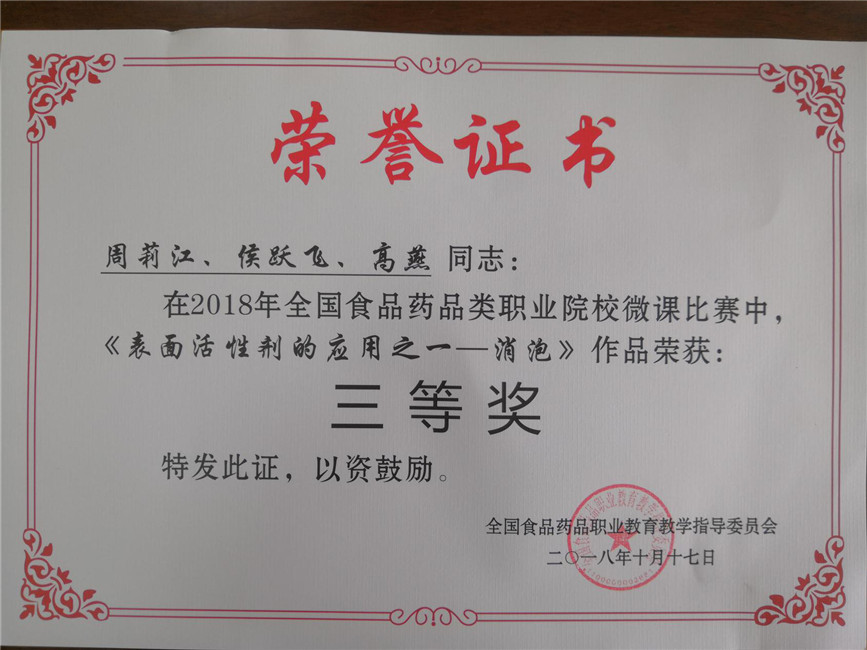 荣誉证书
周莉江、侯跃飞、高燕 同志：
在2018年全国食品药品类职业院校微课比赛中，
《表面活性剂的应用之一—消泡》作品荣获：
三等奖
特发此证，以资鼓励。
全国食品药品职业教育教学指导委员会
二〇一八年十月十七日